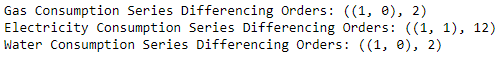 Gas Consumption Series Differencing Orders: ((1, 0), 2)
Electricity Consumption Series Differencing Orders: ((1, 1), 12)
Water Consumption Series Differencing Orders: ((1, 0), 2)